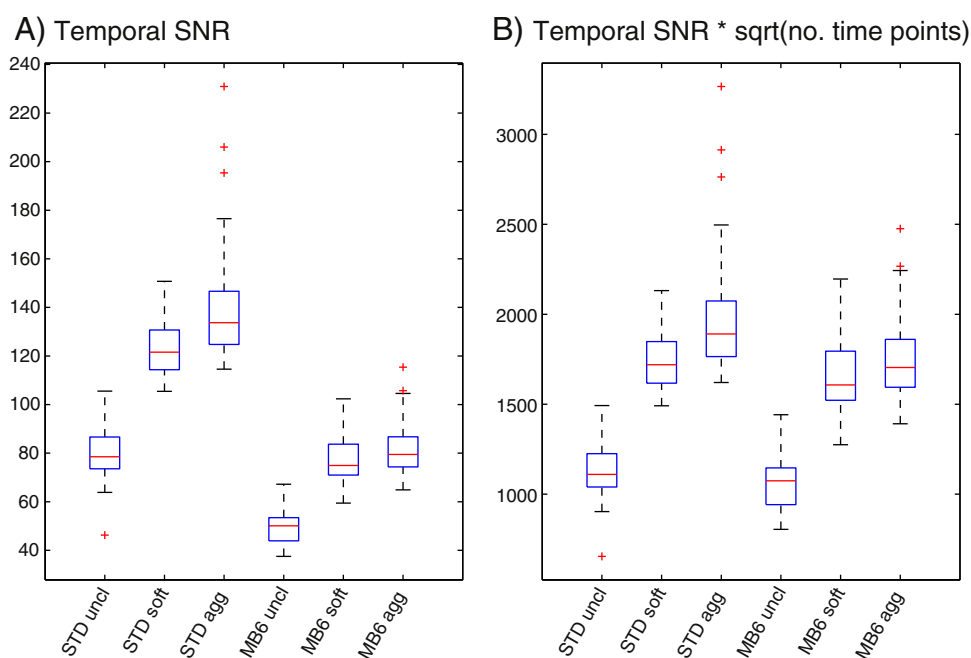 A) Temporal SNR
240
220
200
180
160
140
120
100
80
60
40
STD uncl
STD soft
STD agg
MB6 uncl
MB6 soft
MB6 agg
B) Temporal SNR * sqrt(no. time points)
3000
2500
2000
1500
1000
STD uncl
STD soft
STD agg
MB6 uncl
MB6 soft
MB6 agg